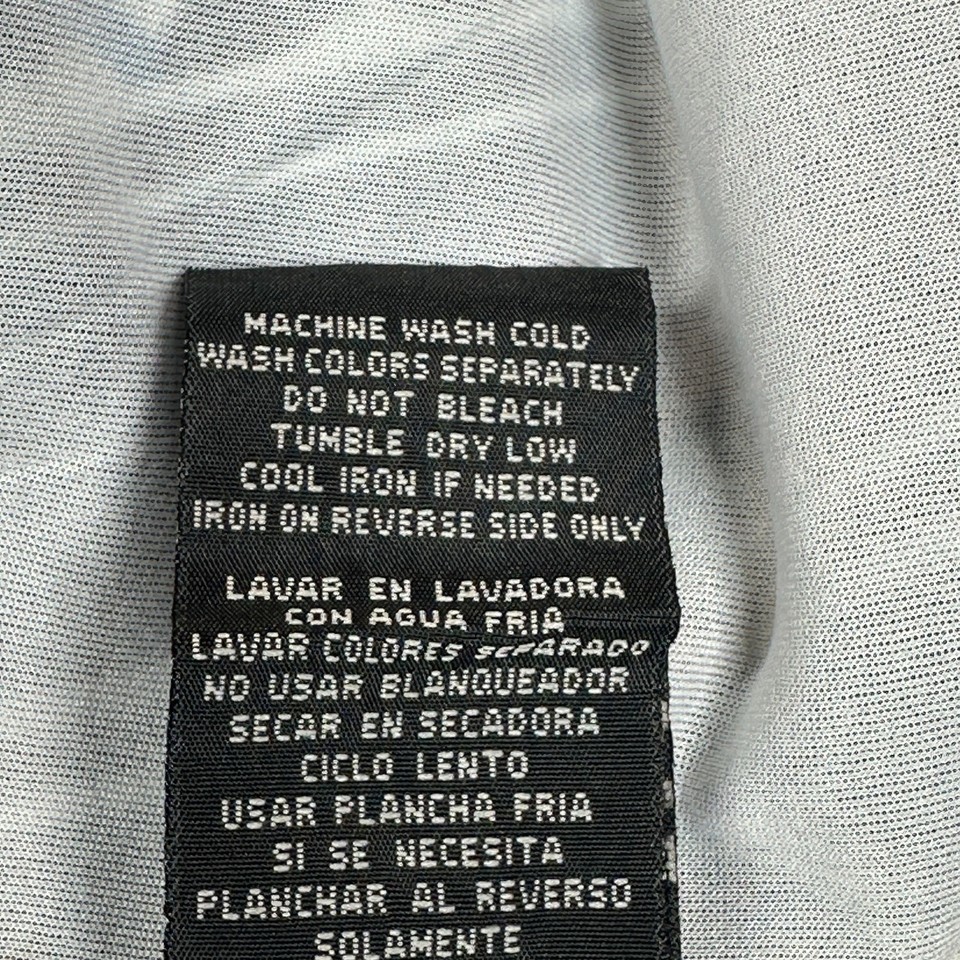 MACHINE WASH COLD
WASH COLORS SEPARATELY
DO NOT BLEACH
TUMBLE DRY LOW
COOL IRON IF NEEDED
IRON ON REVERSE SIDE ONLY
LAVAR EN LAVADORA
CON AGUA FRIA
LAVAR COLORES SEPARADO
NO USAR BLANQUEADOR
SECAR EN SECADORA
CICLO LENTO
USAR PLANCHA FRIA
SI SE NECESITA
PLANCHAR AL REVERSO
SOLAMENTE